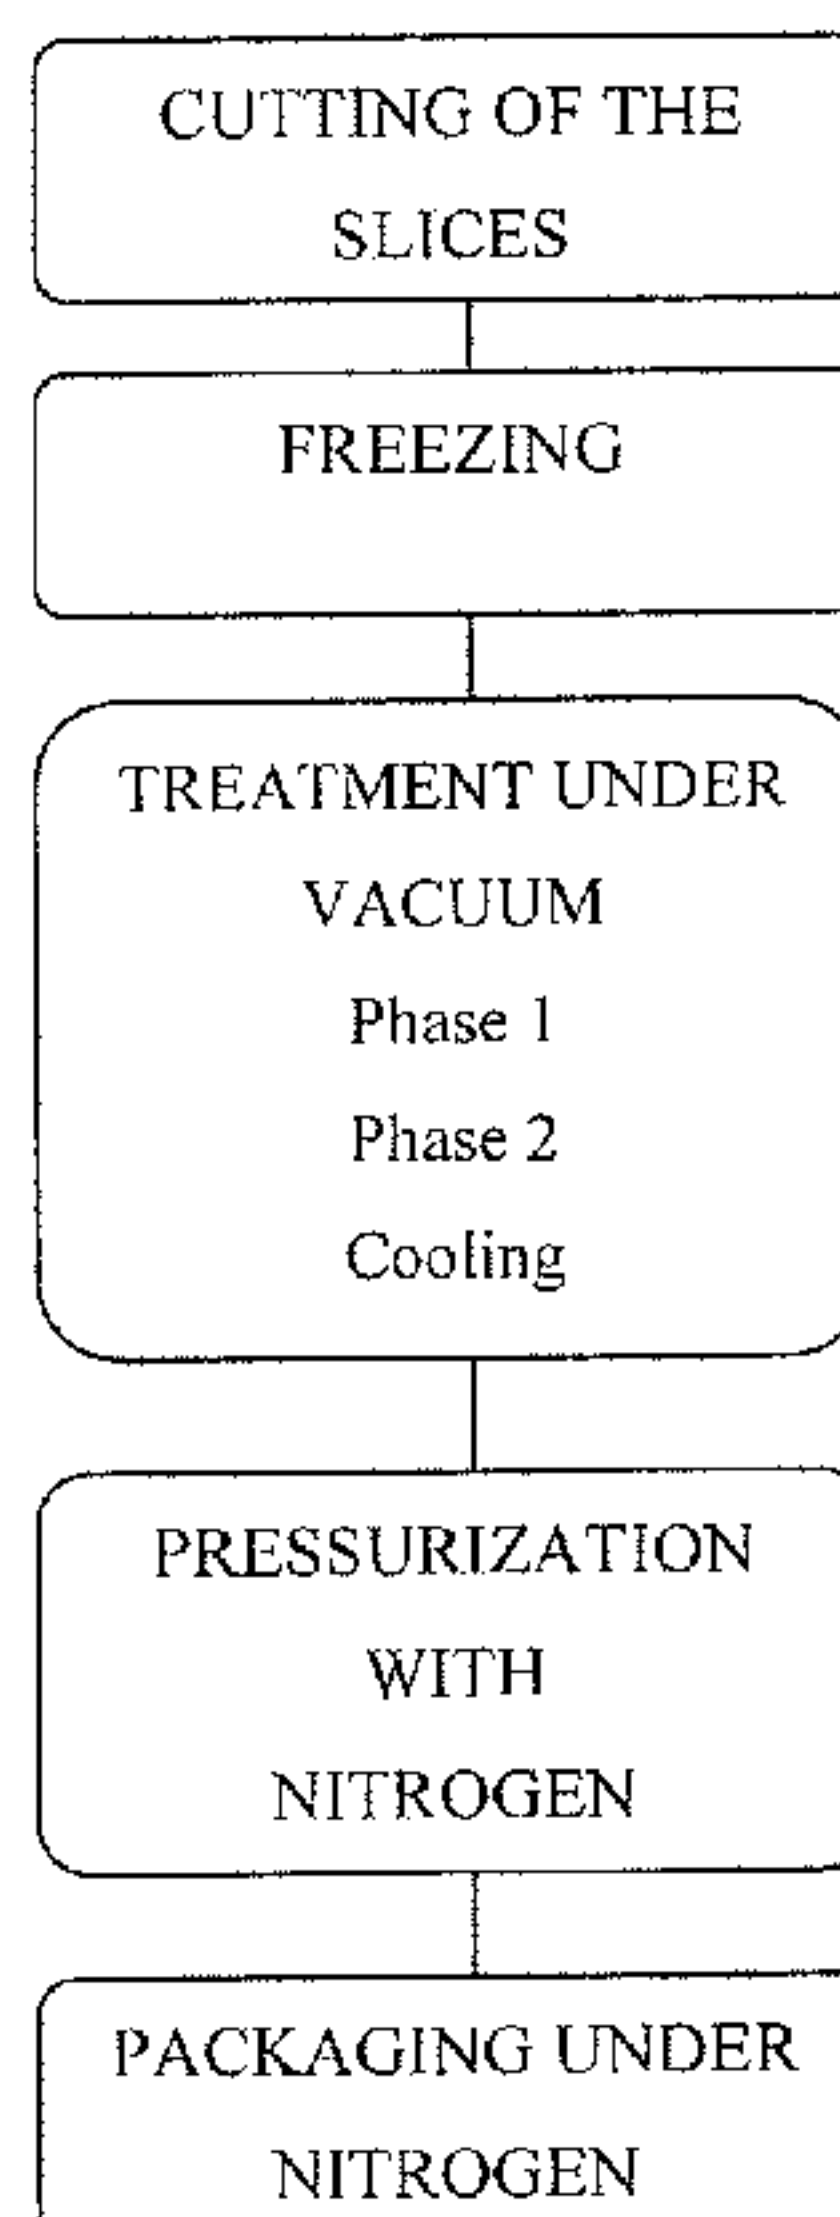 CUTTING OF THE
SLICES
FREEZING
TREATMENT UNDER
VACUUM
Phase 1
Phase 2
Cooling
PRESSURIZATION
WITH
NITROGEN
PACKAGING UNDER
NITROGEN